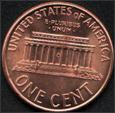 UNITED STATES OF AMERICA
E·PLURIBUS
·UNUM·
ONE CENT